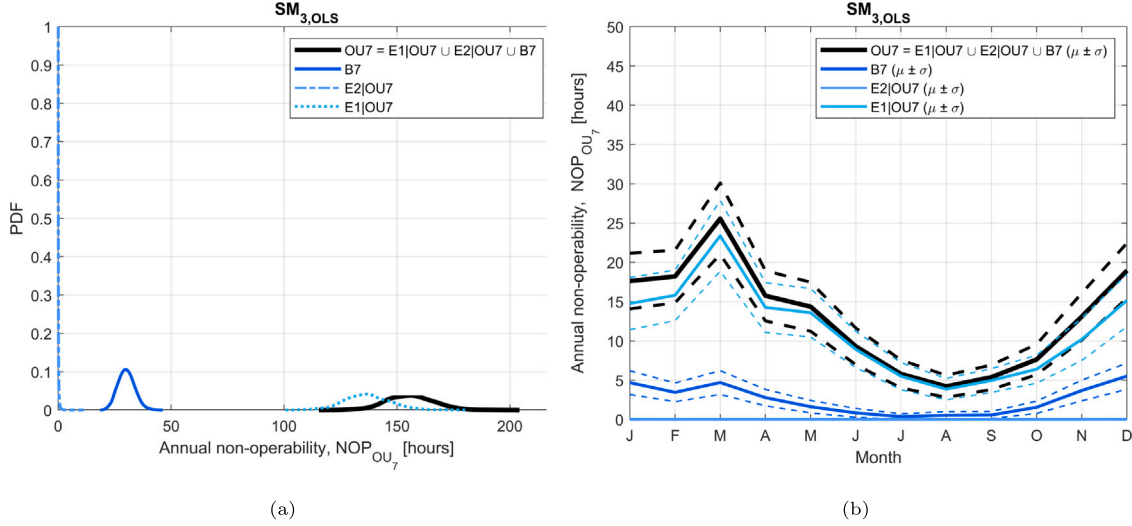 SM3,OLS
OU7 = E1|OU7 ∪ E2|OU7 ∪ B7
B7
E2|OU7
E1|OU7
PDF
1
0.9
0.8
0.7
0.6
0.5
0.4
0.3
0.2
0.1
0
0 50 100 150 200
Annual non-operability, NOPOU7 [hours]
(a)
SM3,OLS
OU7 = E1|OU7 ∪ E2|OU7 ∪ B7 (μ ± σ)
B7 (μ ± σ)
E2|OU7 (μ ± σ)
E1|OU7 (μ ± σ)
Annual non-operability, NOPOU7 [hours]
50
45
40
35
30
25
20
15
10
5
0
J F M A M J J A S O N D
Month
(b)